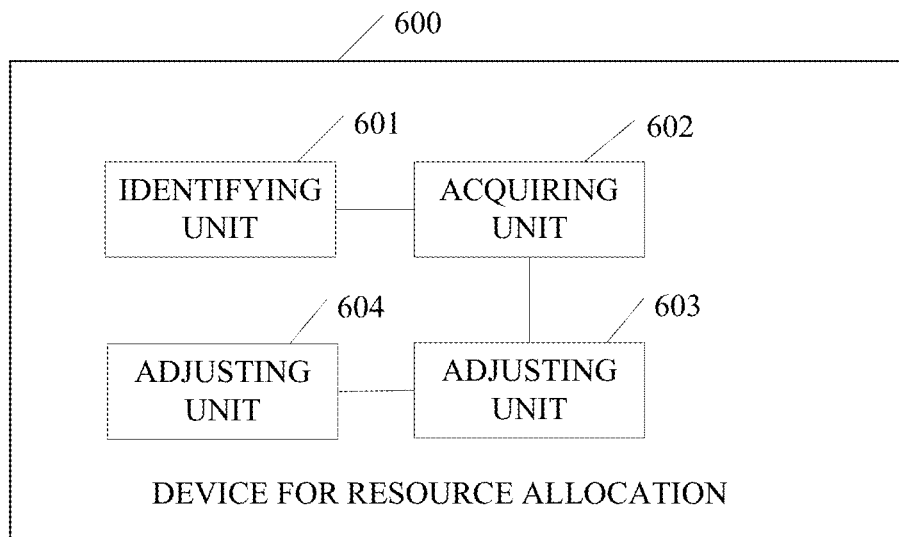 600
601
602
IDENTIFYING
UNIT
ACQUIRING
UNIT
604
603
ADJUSTING
UNIT
ADJUSTING
UNIT
DEVICE FOR RESOURCE ALLOCATION